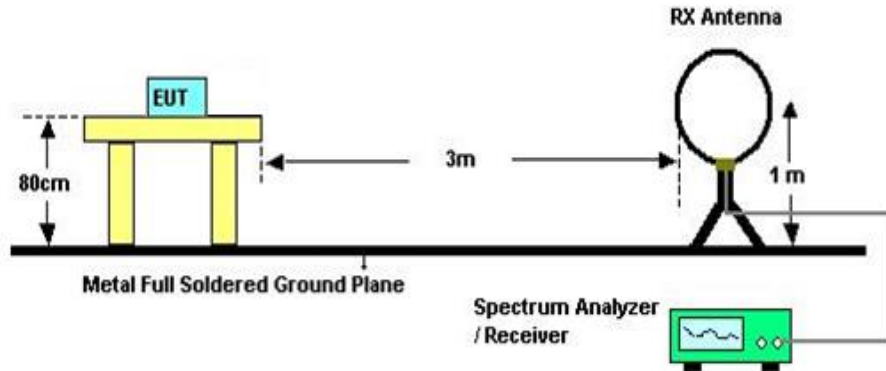 RX Antenna
EUT
80cm
3m
1 m
Metal Full Soldered Ground Plane
Spectrum Analyzer
/ Receiver